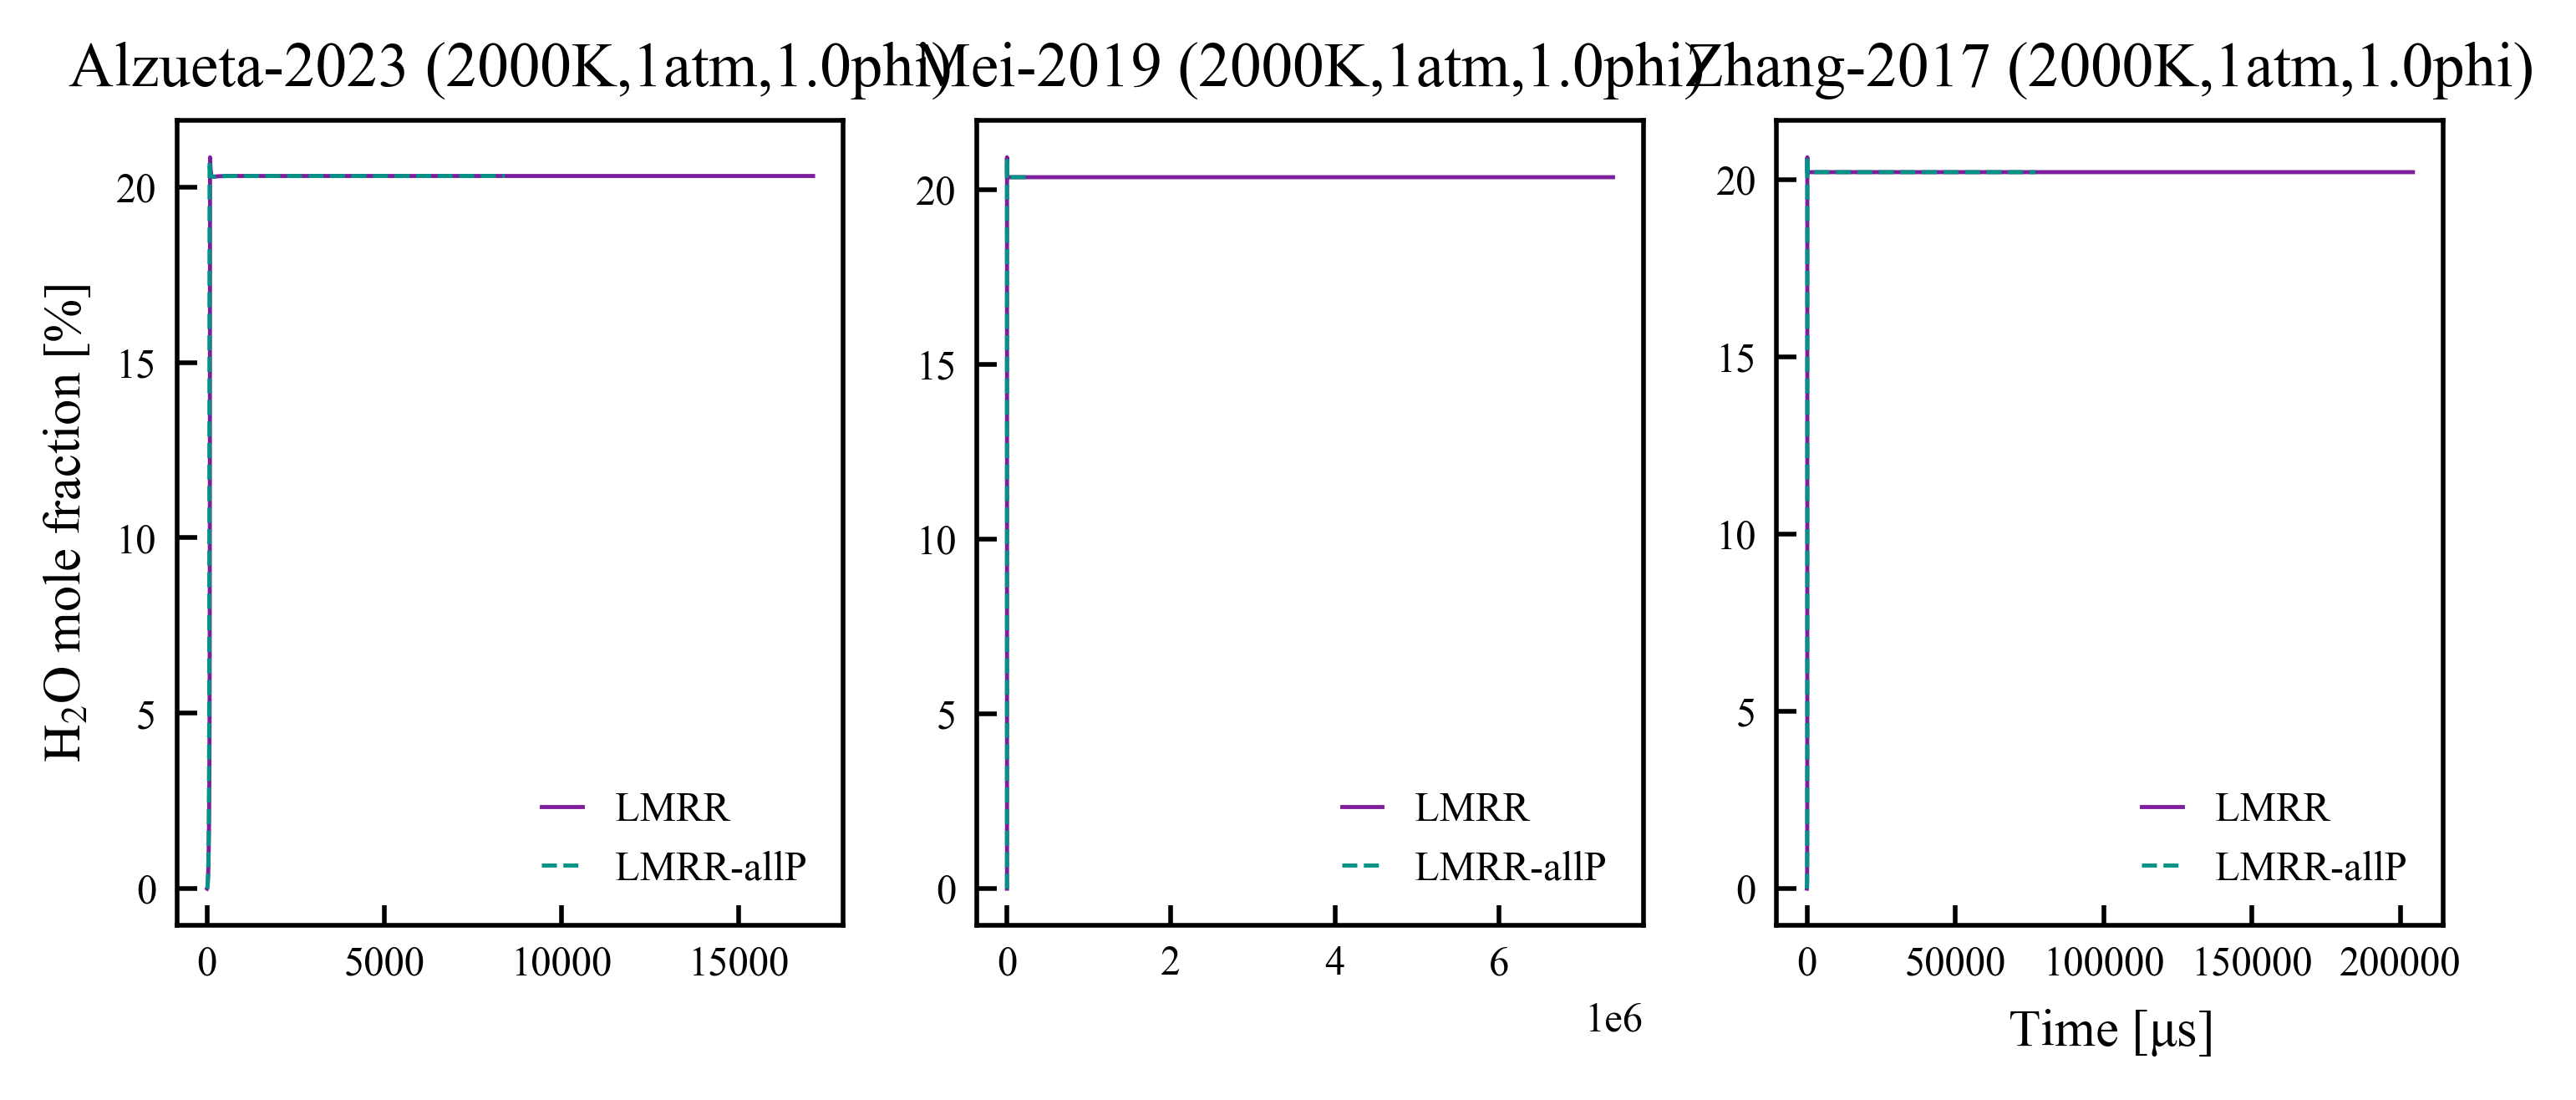 Alzueta-2023 (2000K,1atm,1.0phi)
Mei-2019 (2000K,1atm,1.0phi)
Zhang-2017 (2000K,1atm,1.0phi)
H₂O mole fraction [%]
20
15
10
5
0
0 5000 10000 15000
LMRR
LMRR-allP
20
15
10
5
0
0 2 4 6
1e6
LMRR
LMRR-allP
20
15
10
5
0
0 50000 100000 150000 200000
LMRR
LMRR-allP
Time [μs]